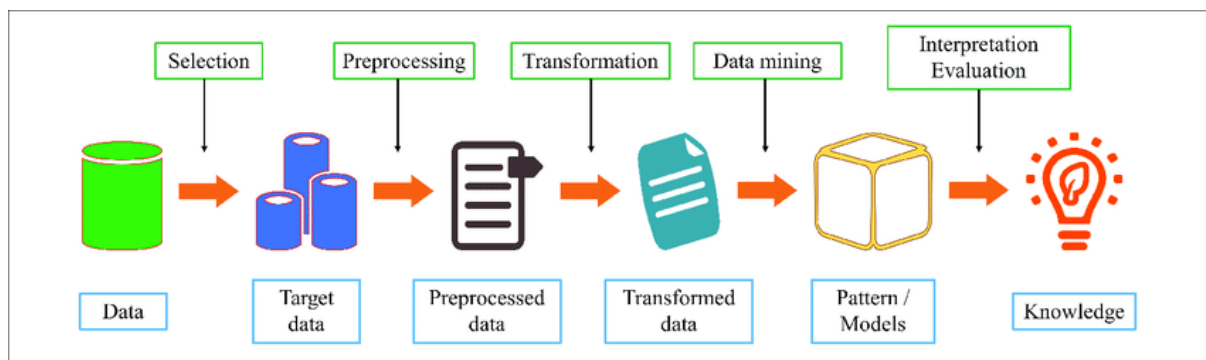 Selection
Preprocessing
Transformation
Data mining
Interpretation
Evaluation
Data
Target
data
Preprocessed
data
Transformed
data
Pattern /
Models
Knowledge